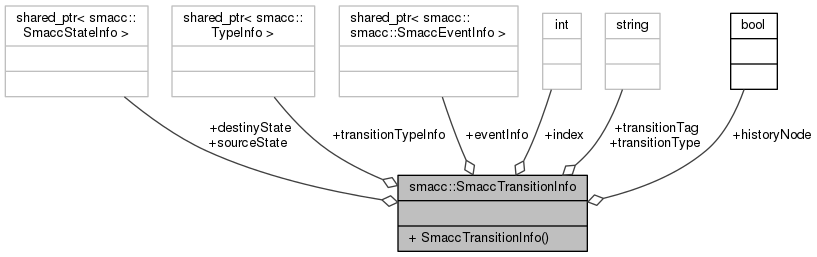 shared_ptr< smacc::
SmaccStateInfo >
shared_ptr< smacc::
TypeInfo >
shared_ptr< smacc::
smacc::SmaccEventInfo >
int
string
bool
+destinyState
+sourceState
+transitionTypeInfo
+eventInfo
+index
+transitionTag
+transitionType
+historyNode
smacc::SmaccTransitionInfo
+ SmaccTransitionInfo()